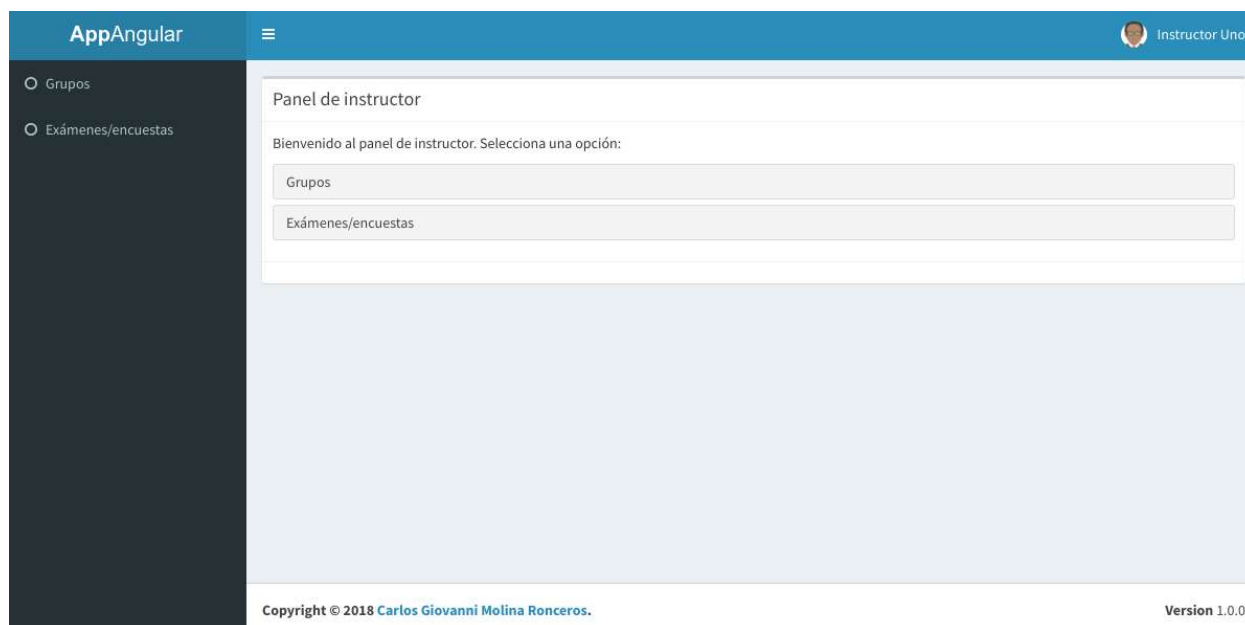 AppAngular
Instructor Uno
Grupos
Exámenes/encuestas
Panel de instructor
Bienvenido al panel de instructor. Selecciona una opción:
Grupos
Exámenes/encuestas
Copyright © 2018 Carlos Giovanni Molina Ronceros.
Version 1.0.0